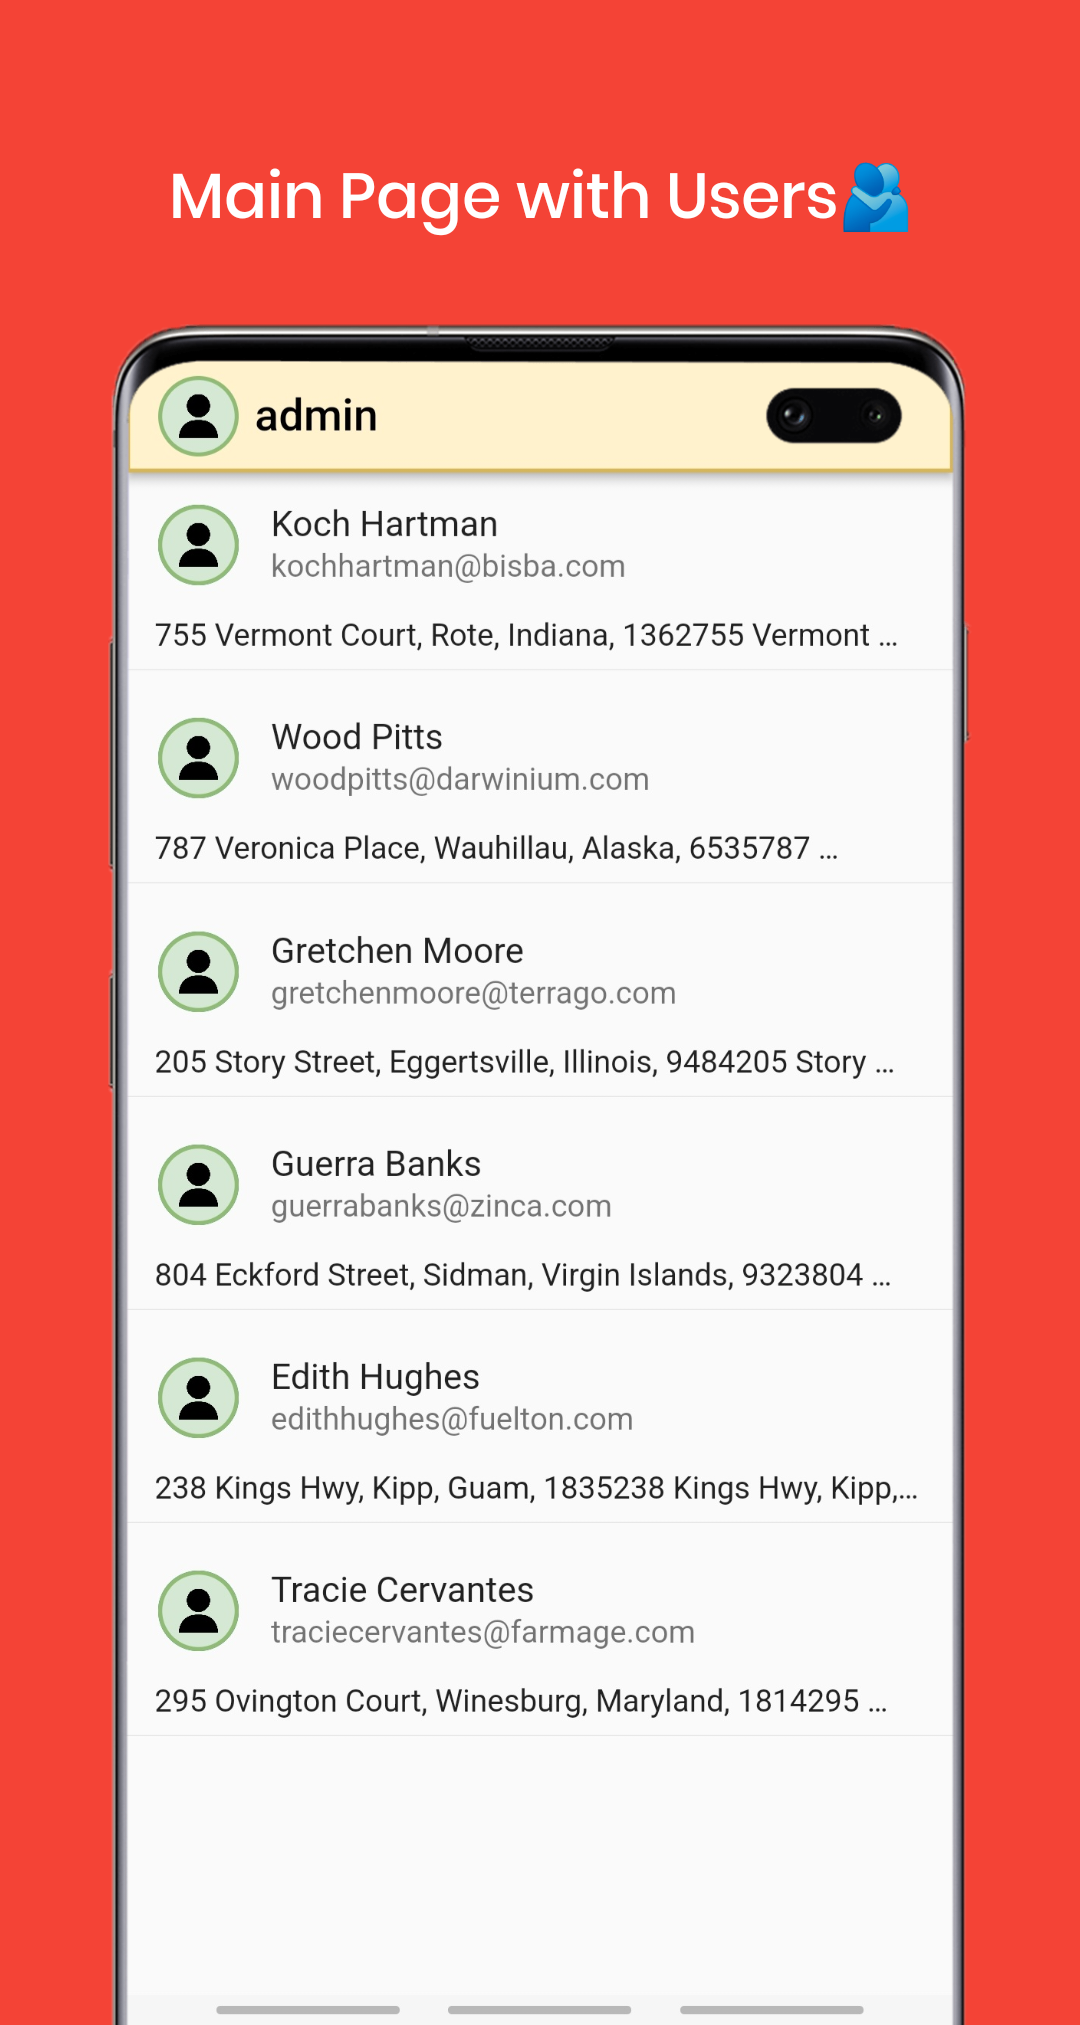 Main Page with Users🫂
admin
Koch Hartman
kochhartman@bisba.com
755 Vermont Court, Rote, Indiana, 1362755 Vermont ...
Wood Pitts
woodpitts@darwinium.com
787 Veronica Place, Wauhillau, Alaska, 6535787 ...
Gretchen Moore
gretchenmoore@terrago.com
205 Story Street, Eggertsville, Illinois, 9484205 Story ...
Guerra Banks
guerrabanks@zinca.com
804 Eckford Street, Sidman, Virgin Islands, 9323804 ...
Edith Hughes
edithhughes@fuelton.com
238 Kings Hwy, Kipp, Guam, 1835238 Kings Hwy, Kipp,...
Tracie Cervantes
traciecervantes@farmage.com
295 Ovington Court, Winesburg, Maryland, 1814295 ...